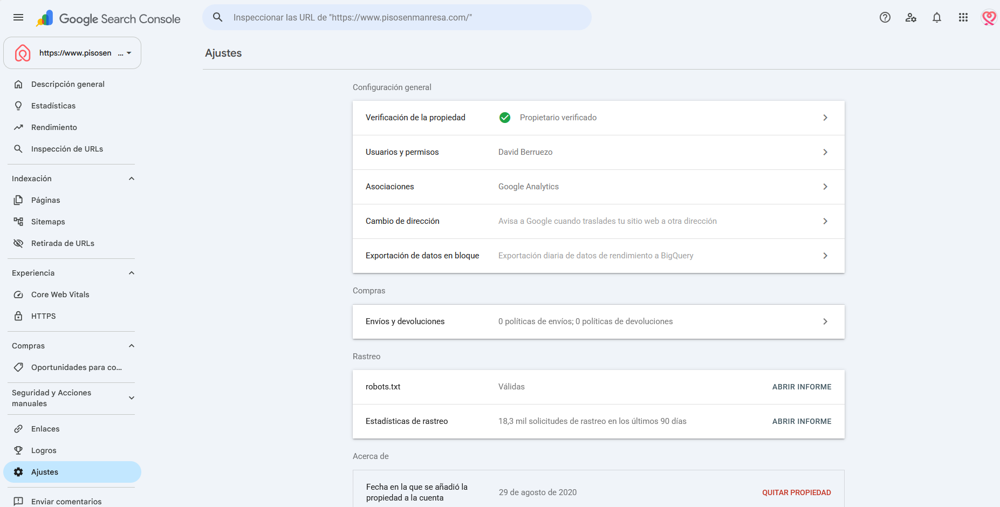 Google Search Console
Inspeccionar las URL de "https://www.pisosenmanresa.com/"
https://www.pisosen ...
Descripción general
Estadísticas
Rendimiento
Inspección de URLs
Indexación
Páginas
Sitemaps
Retirada de URLs
Experiencia
Core Web Vitals
HTTPS
Compras
Oportunidades para co...
Seguridad y Acciones
manuales
Enlaces
Logros
Ajustes
Enviar comentarios
Ajustes
Configuración general
Verificación de la propiedad Propietario verificado
Usuarios y permisos David Berruezo
Asociaciones Google Analytics
Cambio de dirección Avisa a Google cuando traslades tu sitio web a otra dirección
Exportación de datos en bloque Exportación diaria de datos de rendimiento a BigQuery
Compras
Envíos y devoluciones 0 políticas de envíos; 0 políticas de devoluciones
Rastreo
robots.txt Válidas ABRIR INFORME
Estadísticas de rastreo 18,3 mil solicitudes de rastreo en los últimos 90 días ABRIR INFORME
Acerca de
Fecha en la que se añadió la
propiedad a la cuenta 29 de agosto de 2020 QUITAR PROPIEDAD